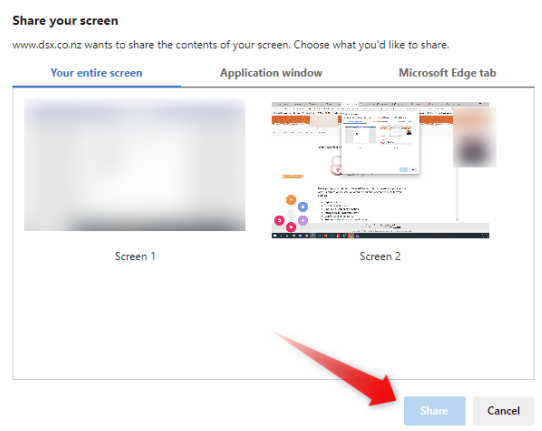 Share your screen
www.dsx.co.nz wants to share the contents of your screen. Choose what you'd like to share.
Your entire screen Application window Microsoft Edge tab
Screen 1 Screen 2
Share Cancel